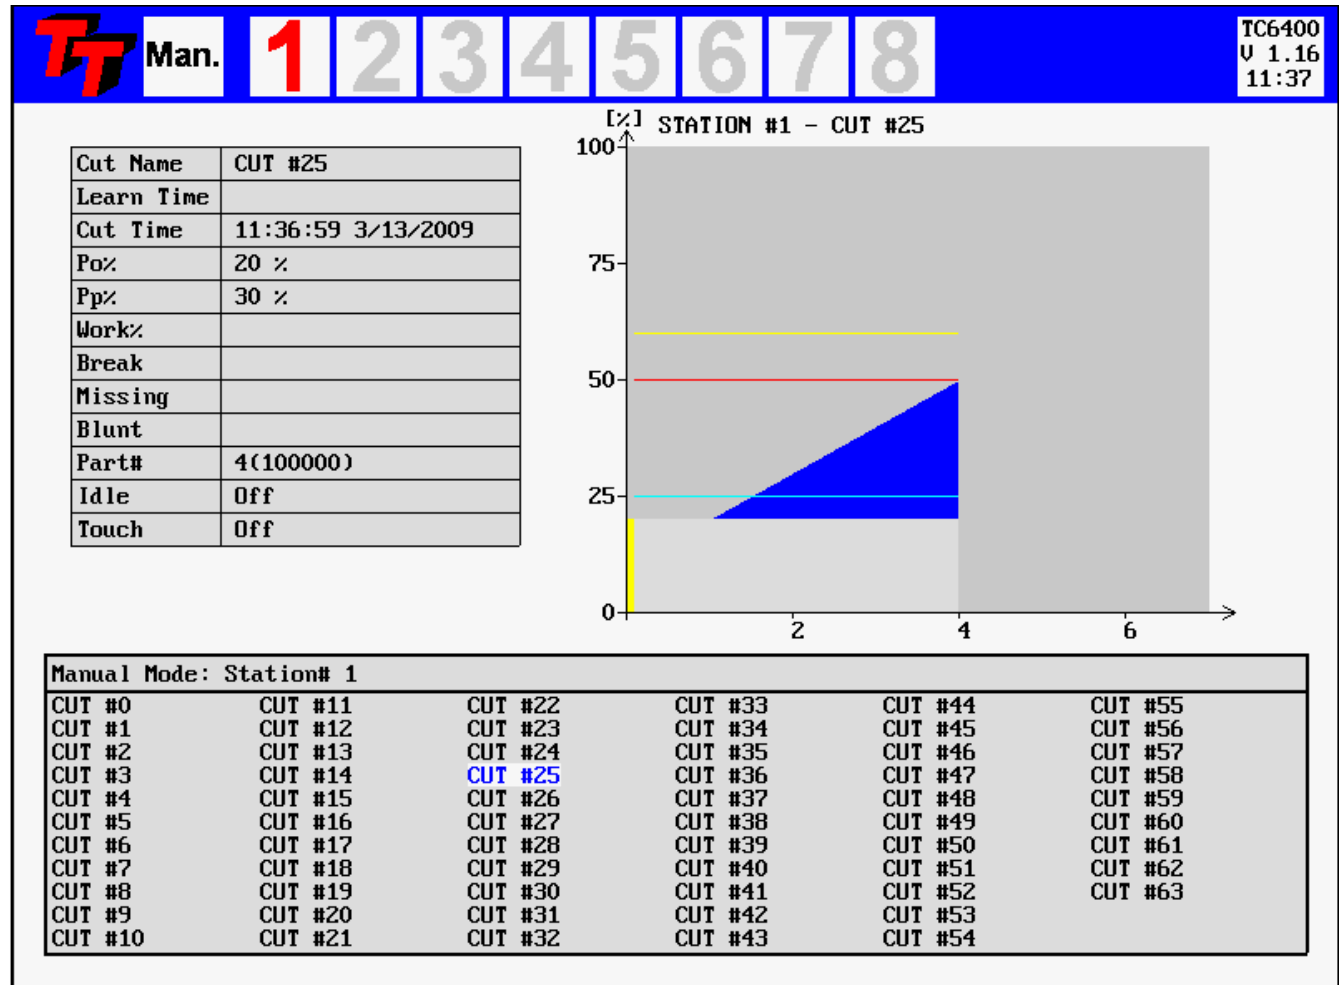 TT Man. 1 2 3 4 5 6 7 8
TC6400
V 1.16
11:37
Cut Name CUT #25
Learn Time
Cut Time 11:36:59 3/13/2009
Po% 20 %
Pp% 30 %
Work%
Break
Missing
Blunt
Part# 4(100000)
Idle Off
Touch Off
[%] STATION #1 - CUT #25
100
75
50
25
0
2 4 6
Manual Mode: Station# 1
CUT #0 CUT #11 CUT #22 CUT #33 CUT #44 CUT #55
CUT #1 CUT #12 CUT #23 CUT #34 CUT #45 CUT #56
CUT #2 CUT #13 CUT #24 CUT #35 CUT #46 CUT #57
CUT #3 CUT #14 CUT #25 CUT #36 CUT #47 CUT #58
CUT #4 CUT #15 CUT #26 CUT #37 CUT #48 CUT #59
CUT #5 CUT #16 CUT #27 CUT #38 CUT #49 CUT #60
CUT #6 CUT #17 CUT #28 CUT #39 CUT #50 CUT #61
CUT #7 CUT #18 CUT #29 CUT #40 CUT #51 CUT #62
CUT #8 CUT #19 CUT #30 CUT #41 CUT #52 CUT #63
CUT #9 CUT #20 CUT #31 CUT #42 CUT #53
CUT #10 CUT #21 CUT #32 CUT #43 CUT #54